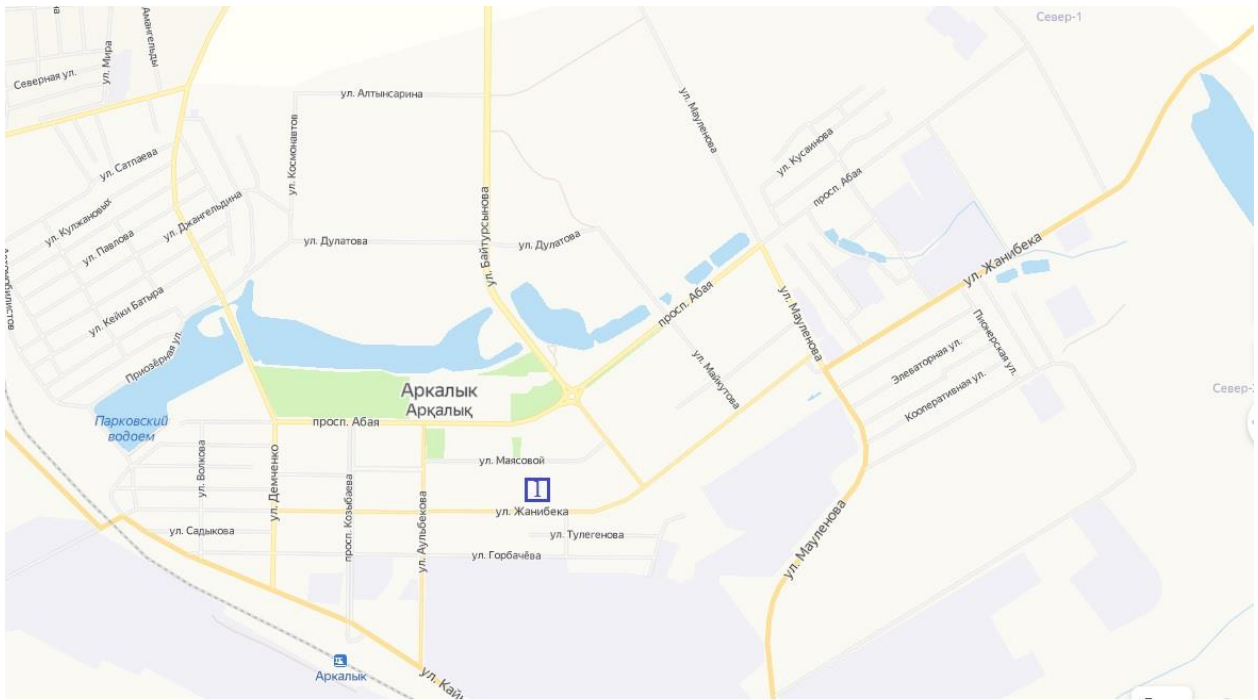 Север-1
Амангельды
ул. Мира
Северная ул.
ул. Алтынсарина
ул. Мауленова
ул. Космонавтов
ул. Кусаинова
ул. Сатпаева
просп. Абая
ул. Джангельдина
ул. Кулжановых
ул. Павлова
ул. Дулатова
ул. Дулатова
ул. Байтурсынова
ул. Жанибека
ул. Кейки Батыра
просп. Абая
ул. Мауленова
Пионерская ул.
Приозёрная ул.
Элеваторная ул.
ул. Майкутова
Аркалык
Арқалық
Кооперативная ул.
Север-
Парковский
водоем
просп. Абая
ул. Маясовой
ул. Волкова
ул. Демченко
просп. Козыбаева
ул. Аульбекова
1
ул. Жанибека
ул. Садыкова
ул. Тулегенова
ул. Горбачёва
ул. Мауленова
Аркалык